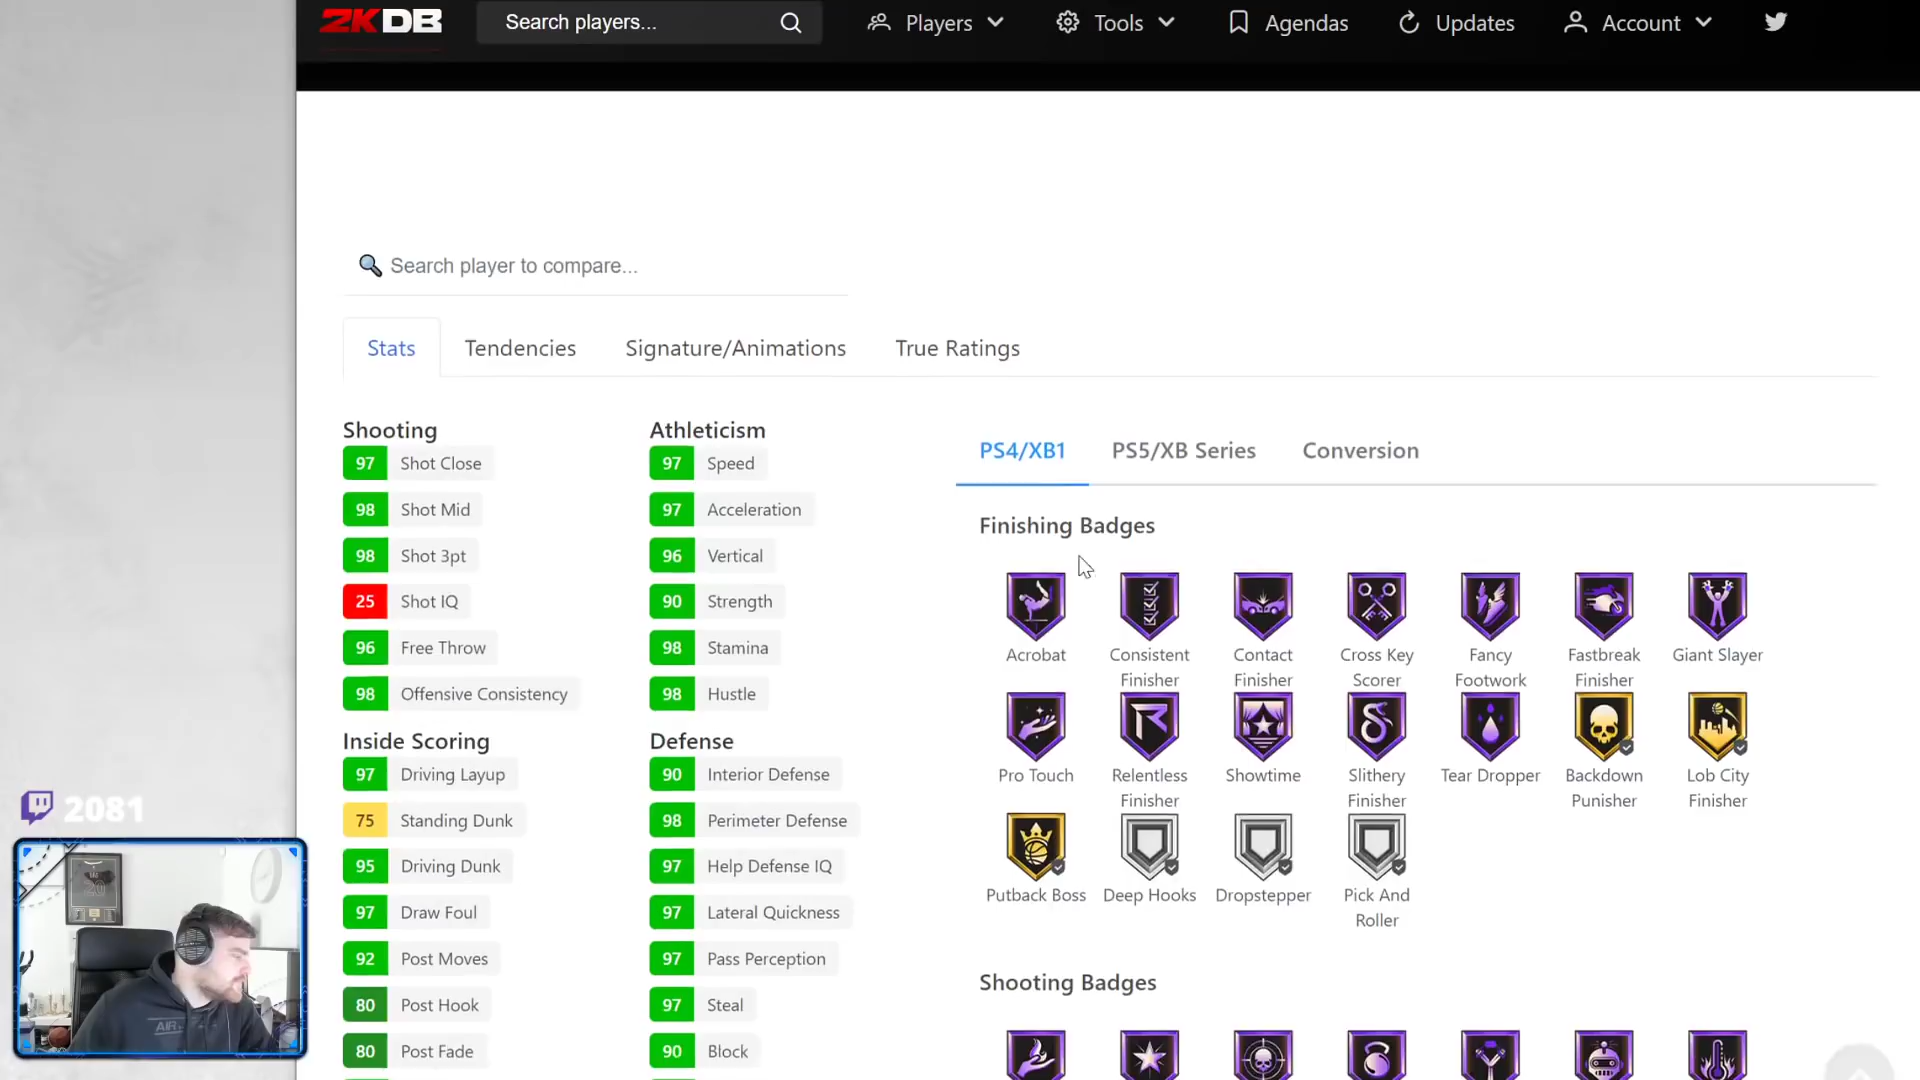 2KDB
Search players...
Players
Tools
Agendas
Updates
Account
Search player to compare...
Stats
Tendencies
Signature/Animations
True Ratings
Shooting
97 Shot Close
98 Shot Mid
98 Shot 3pt
25 Shot IQ
96 Free Throw
98 Offensive Consistency
Inside Scoring
97 Driving Layup
75 Standing Dunk
95 Driving Dunk
97 Draw Foul
92 Post Moves
80 Post Hook
80 Post Fade
Athleticism
97 Speed
97 Acceleration
96 Vertical
90 Strength
98 Stamina
98 Hustle
Defense
90 Interior Defense
98 Perimeter Defense
97 Help Defense IQ
97 Lateral Quickness
97 Pass Perception
97 Steal
90 Block
PS4/XB1
PS5/XB Series
Conversion
Finishing Badges
Acrobat
Consistent
Finisher
Contact
Finisher
Cross Key
Scorer
Fancy
Footwork
Fastbreak
Finisher
Giant Slayer
Pro Touch
Relentless
Finisher
Showtime
Slithery
Finisher
Tear Dropper
Backdown
Punisher
Lob City
Finisher
Putback Boss
Deep Hooks
Dropstepper
Pick And
Roller
Shooting Badges
2081